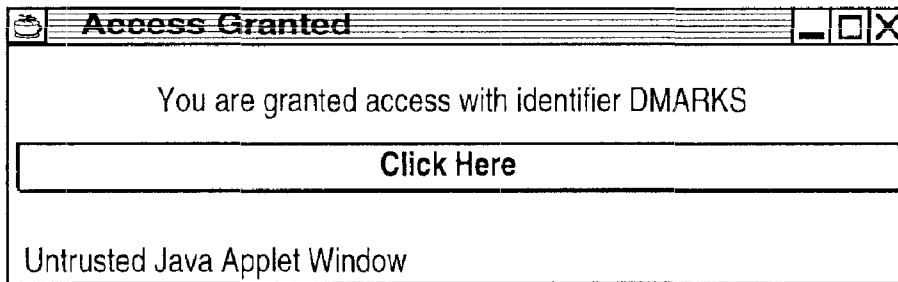 Access Granted
You are granted access with identifier DMARKS
Click Here
Untrusted Java Applet Window